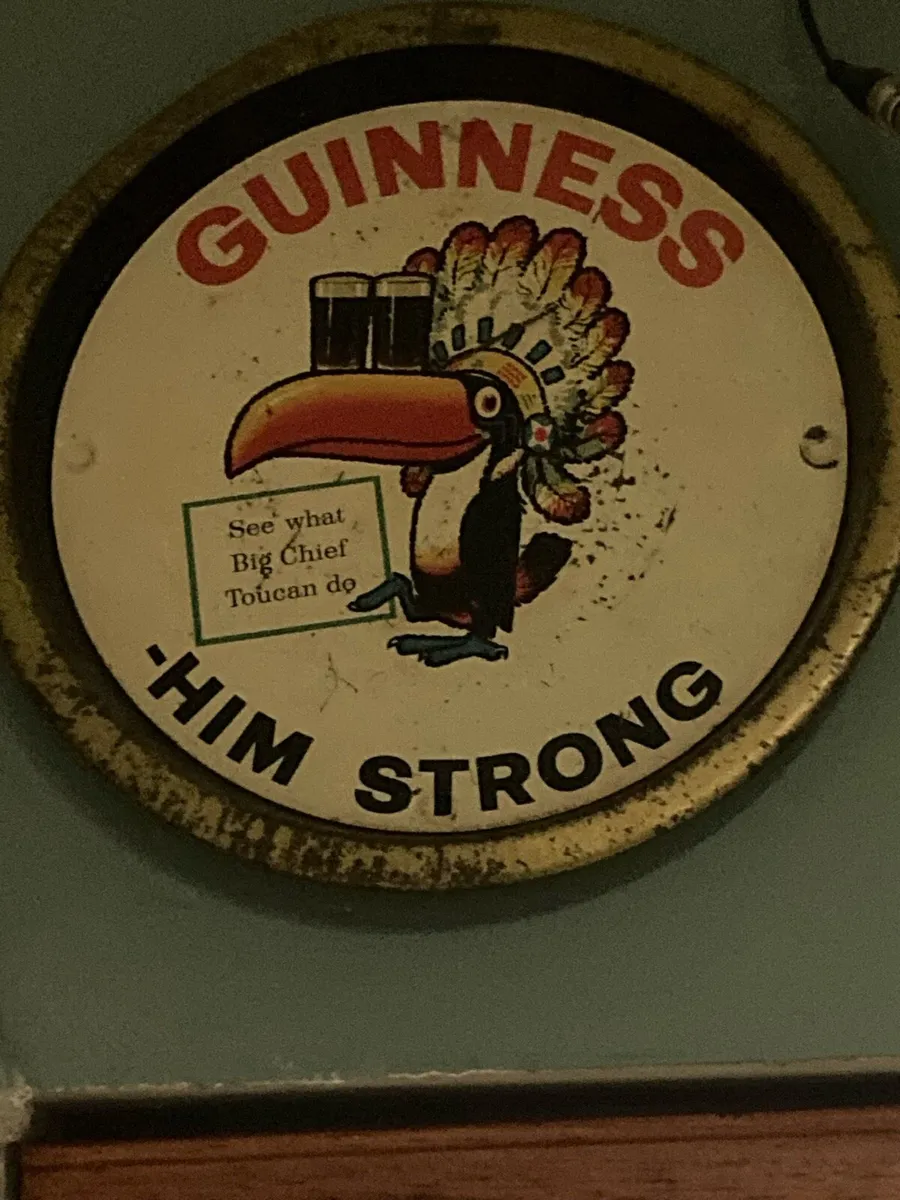 GUINNESS
See what
Big Chief
Toucan do
-HIM STRONG